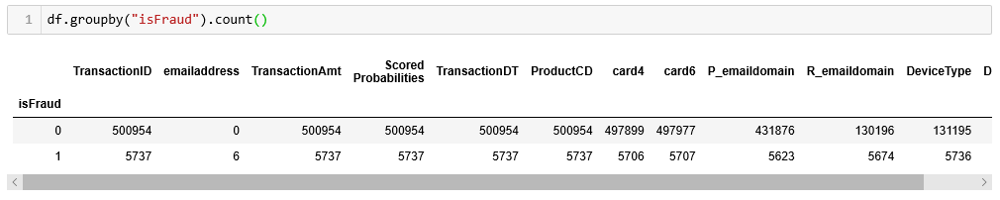 1 df.groupby("isFraud").count()
TransactionID emailaddress TransactionAmt Scored Probabilities TransactionDT ProductCD card4 card6 P_emaildomain R_emaildomain DeviceType D
isFraud
0 500954 0 500954 500954 500954 500954 497899 497977 431876 130196 131195
1 5737 6 5737 5737 5737 5737 5706 5707 5623 5674 5736